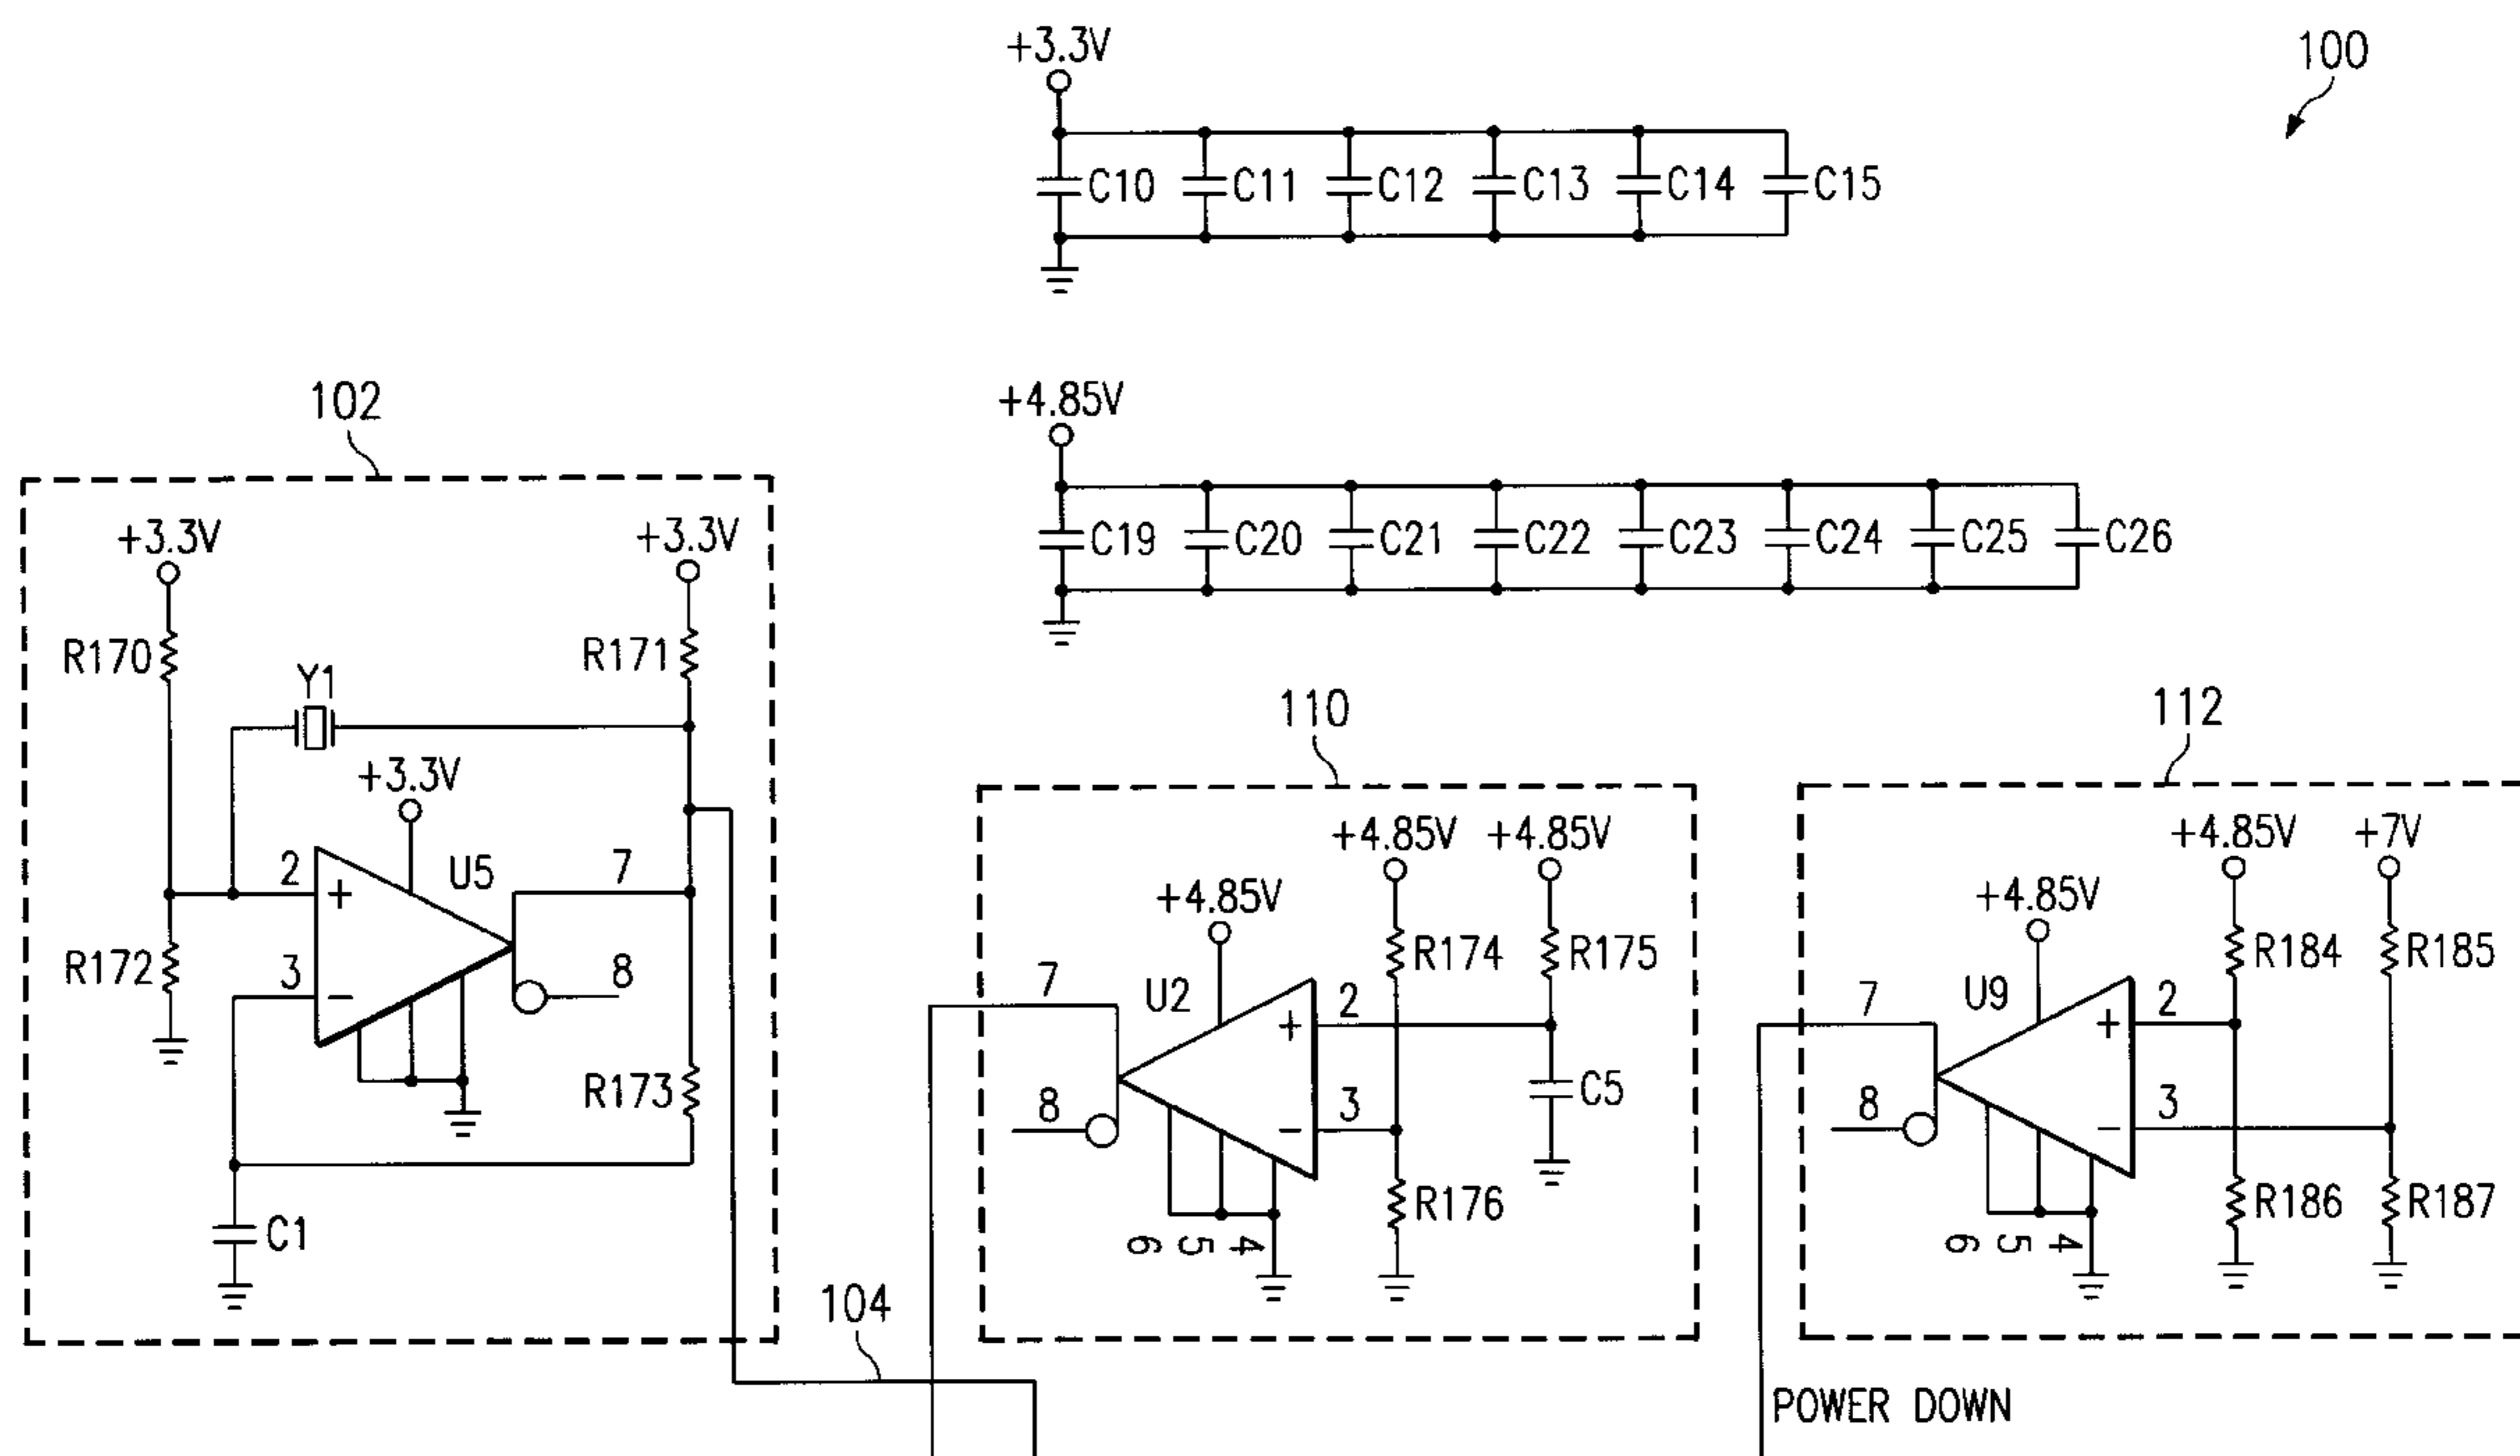 +3.3V
100
C10 C11 C12 C13 C14 C15
+4.85V
102
C19 C20 C21 C22 C23 C24 C25 C26
+3.3V +3.3V
R170 R171
Y1
+3.3V
2 U5 7
+
R172 3 8
−
R173
C1
110
+4.85V +4.85V
+4.85V
R174 R175
7 U2 2
+
8 3 C5
−
R176
6 5 4
112
+4.85V +7V
+4.85V
R184 R185
7 U9 2
+
8 3
−
R186 R187
6 5 4
104
POWER DOWN